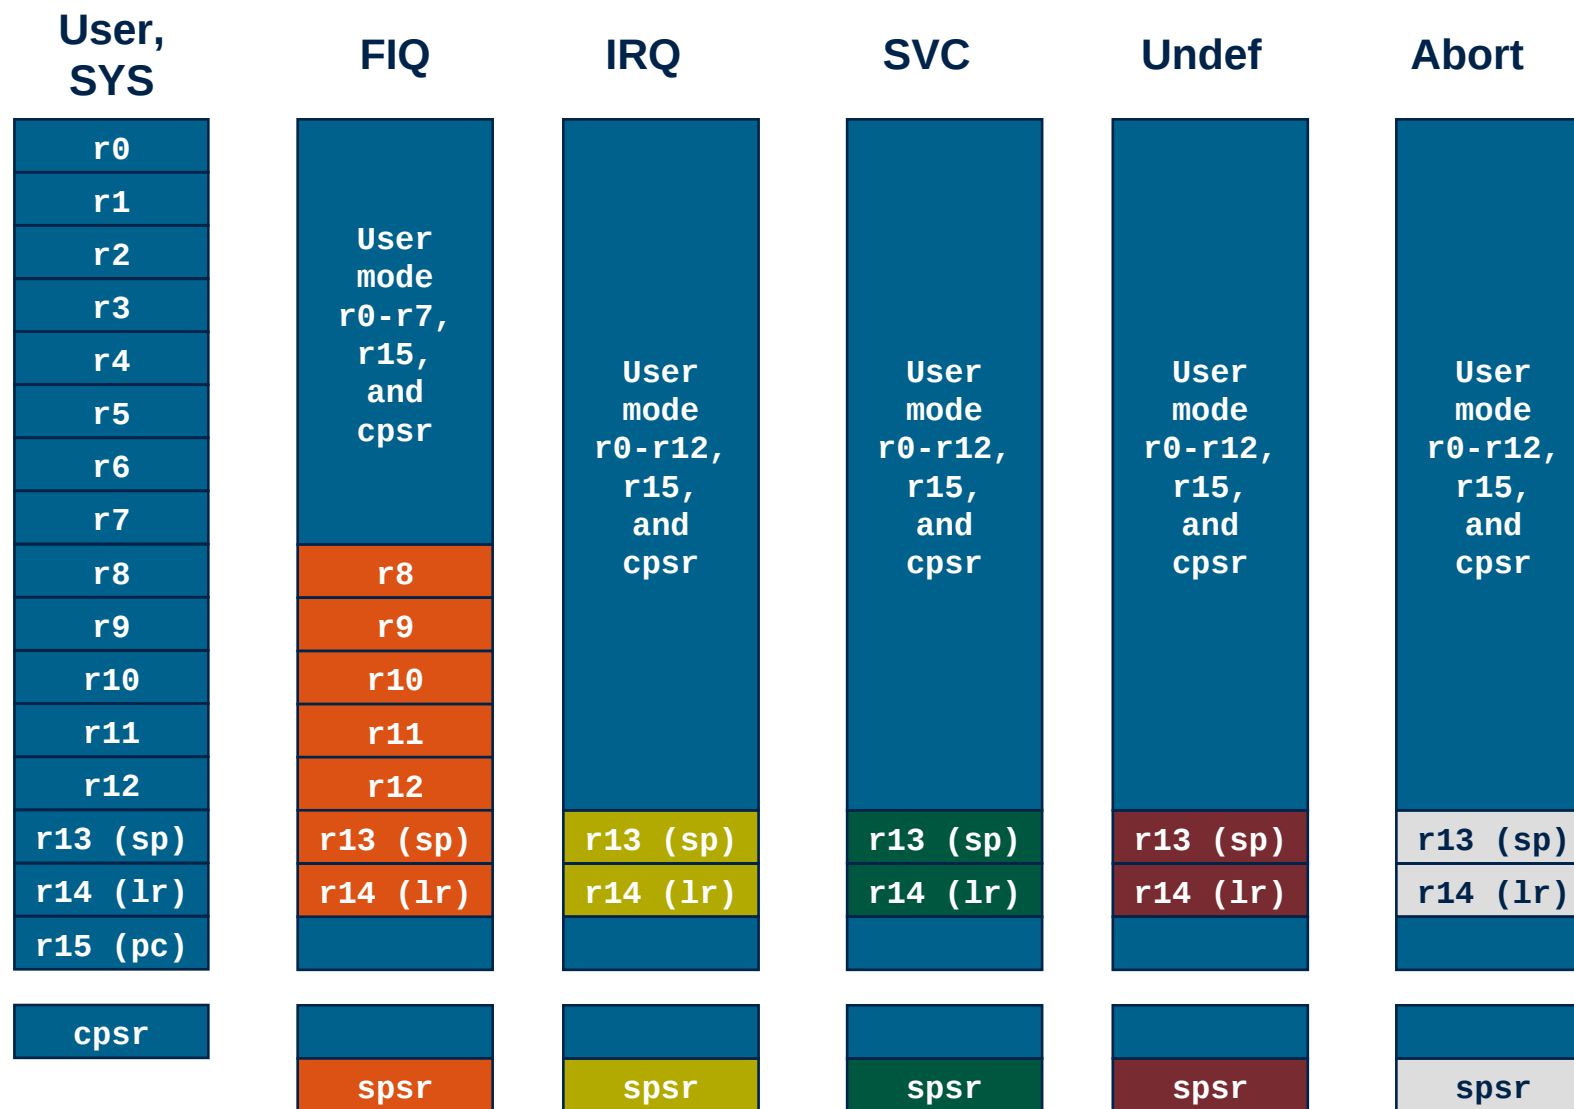 User,
SYS
FIQ
IRQ
SVC
Undef
Abort
r0
r1
r2
r3
r4
r5
r6
r7
r8
r9
r10
r11
r12
r13 (sp)
r14 (lr)
r15 (pc)
cpsr
User
mode
r0-r7,
r15,
and
cpsr
r8
r9
r10
r11
r12
r13 (sp)
r14 (lr)
spsr
User
mode
r0-r12,
r15,
and
cpsr
r13 (sp)
r14 (lr)
spsr
User
mode
r0-r12,
r15,
and
cpsr
r13 (sp)
r14 (lr)
spsr
User
mode
r0-r12,
r15,
and
cpsr
r13 (sp)
r14 (lr)
spsr
User
mode
r0-r12,
r15,
and
cpsr
r13 (sp)
r14 (lr)
spsr